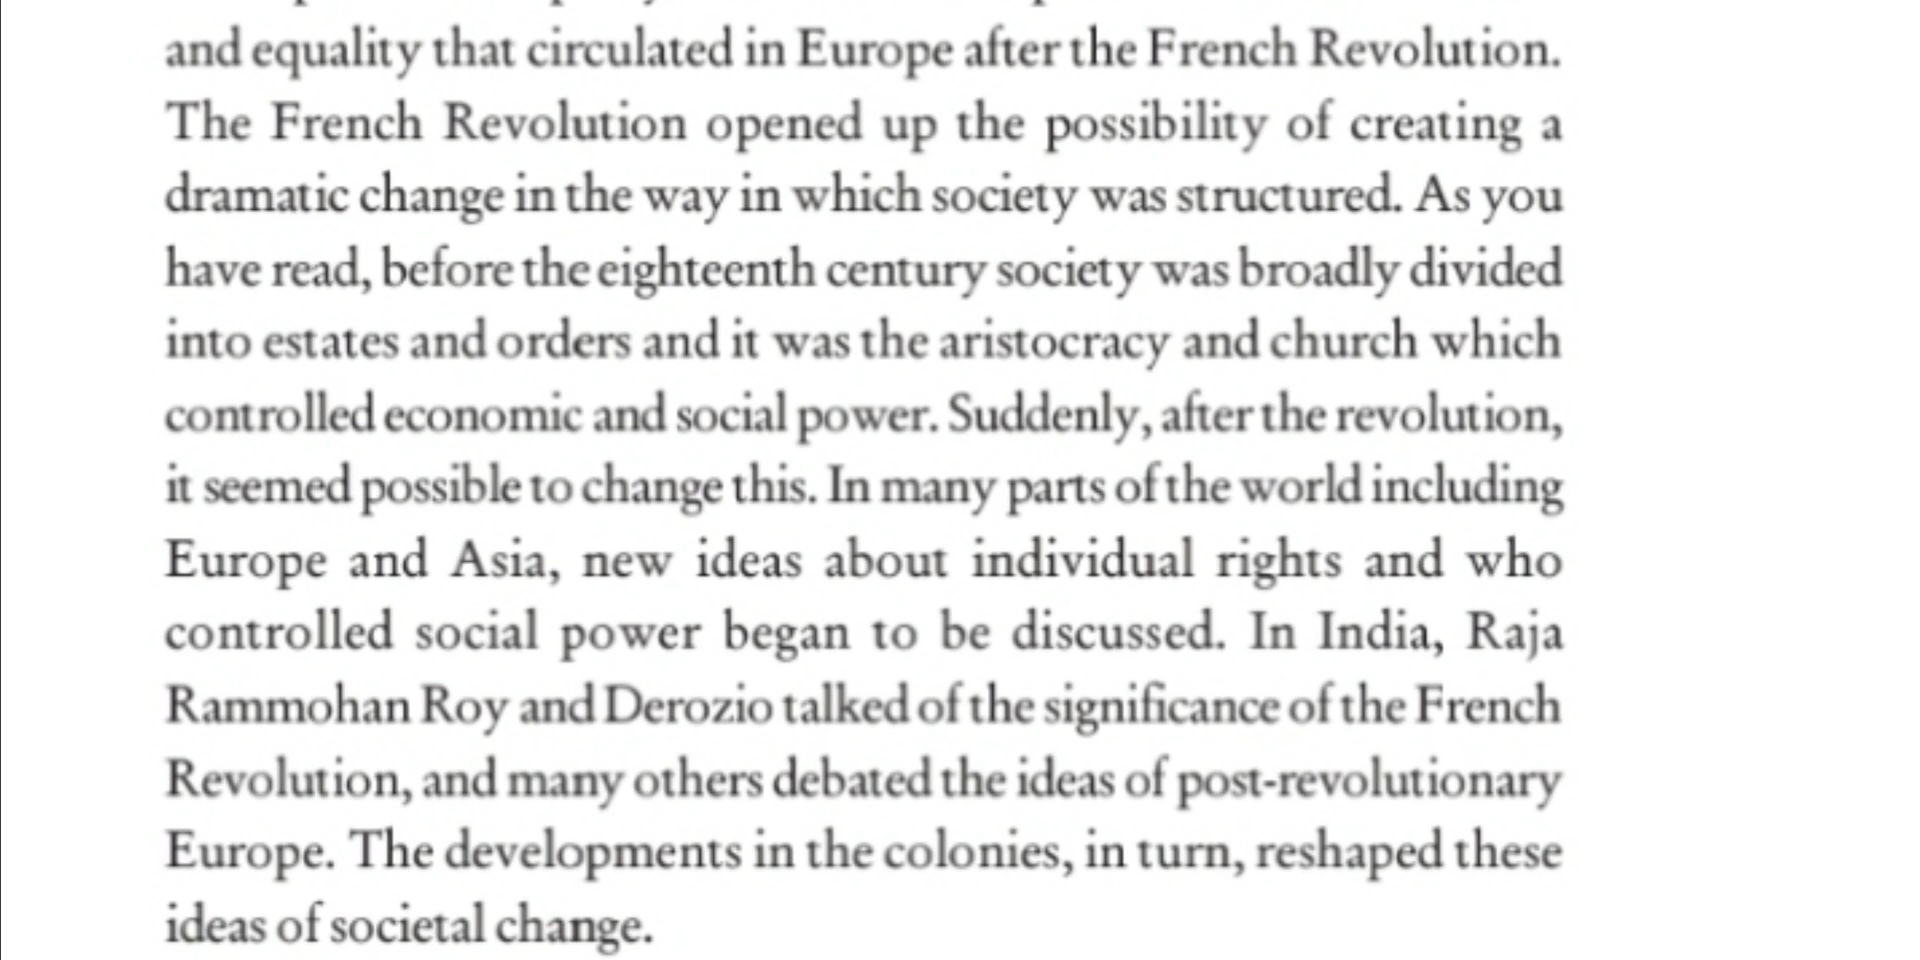 and equality that circulated in Europe after the French Revolution.
The French Revolution opened up the possibility of creating a
dramatic change in the way in which society was structured. As you
have read, before the eighteenth century society was broadly divided
into estates and orders and it was the aristocracy and church which
controlled economic and social power. Suddenly, after the revolution,
it seemed possible to change this. In many parts of the world including
Europe and Asia, new ideas about individual rights and who
controlled social power began to be discussed. In India, Raja
Rammohan Roy and Derozio talked of the significance of the French
Revolution, and many others debated the ideas of post-revolutionary
Europe. The developments in the colonies, in turn, reshaped these
ideas of societal change.